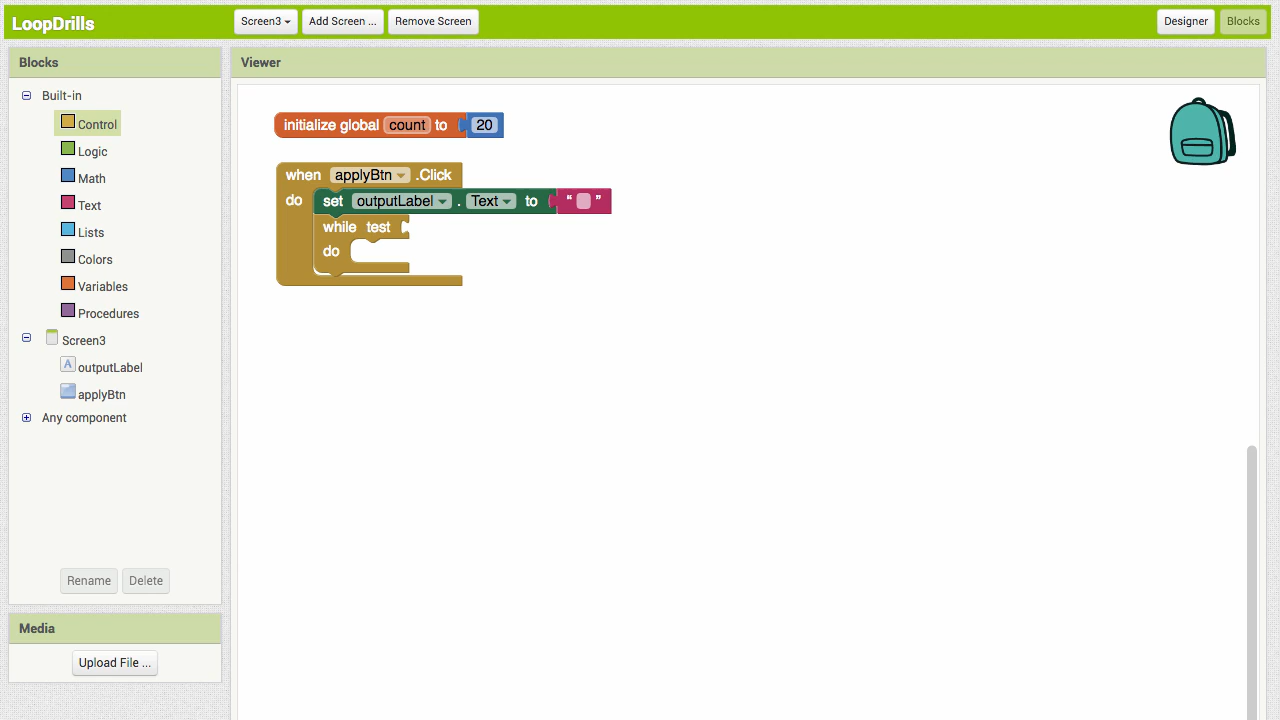 LoopDrills
Screen3
Add Screen ...
Remove Screen
Designer
Blocks
Blocks
Built-in
Control
Logic
Math
Text
Lists
Colors
Variables
Procedures
Screen3
A outputLabel
applyBtn
Any component
Rename
Delete
Media
Upload File ...
Viewer
initialize global count to 20
when applyBtn .Click
do set outputLabel . Text to “ ”
while test
do